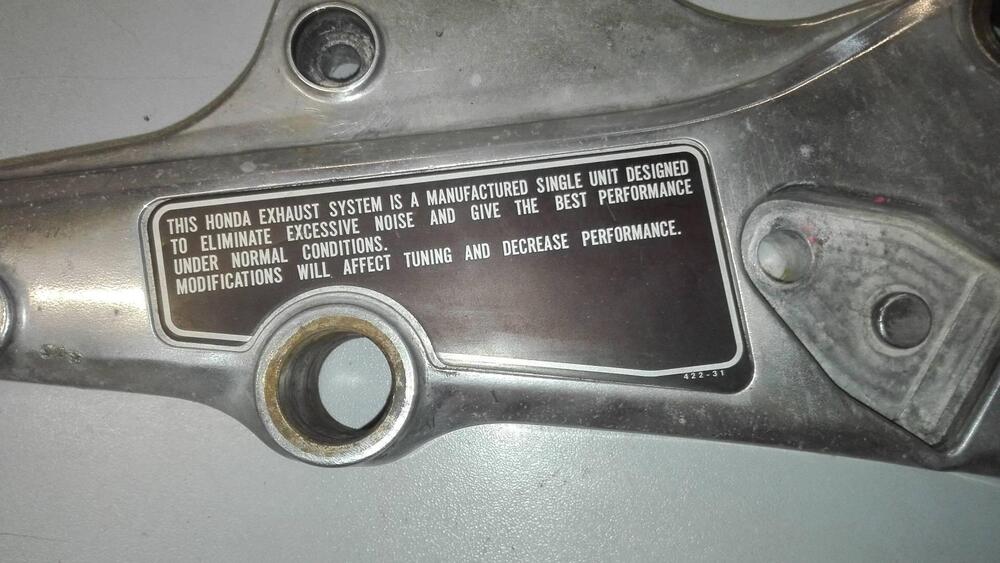 THIS HONDA EXHAUST SYSTEM IS A MANUFACTURED SINGLE UNIT DESIGNED
TO ELIMINATE EXCESSIVE NOISE AND GIVE THE BEST PERFORMANCE
UNDER NORMAL CONDITIONS.
MODIFICATIONS WILL AFFECT TUNING AND DECREASE PERFORMANCE.
422-31